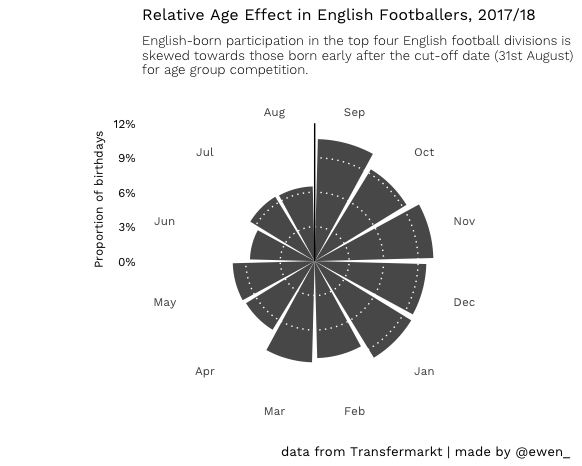 Relative Age Effect in English Footballers, 2017/18
English-born participation in the top four English football divisions is
skewed towards those born early after the cut-off date (31st August)
for age group competition.
Aug
Sep
12%
Jul
9%
Oct
6%
Jun
Nov
3%
0%
Proportion of birthdays
May
Dec
Apr
Jan
Mar
Feb
data from Transfermarkt | made by @ewen_